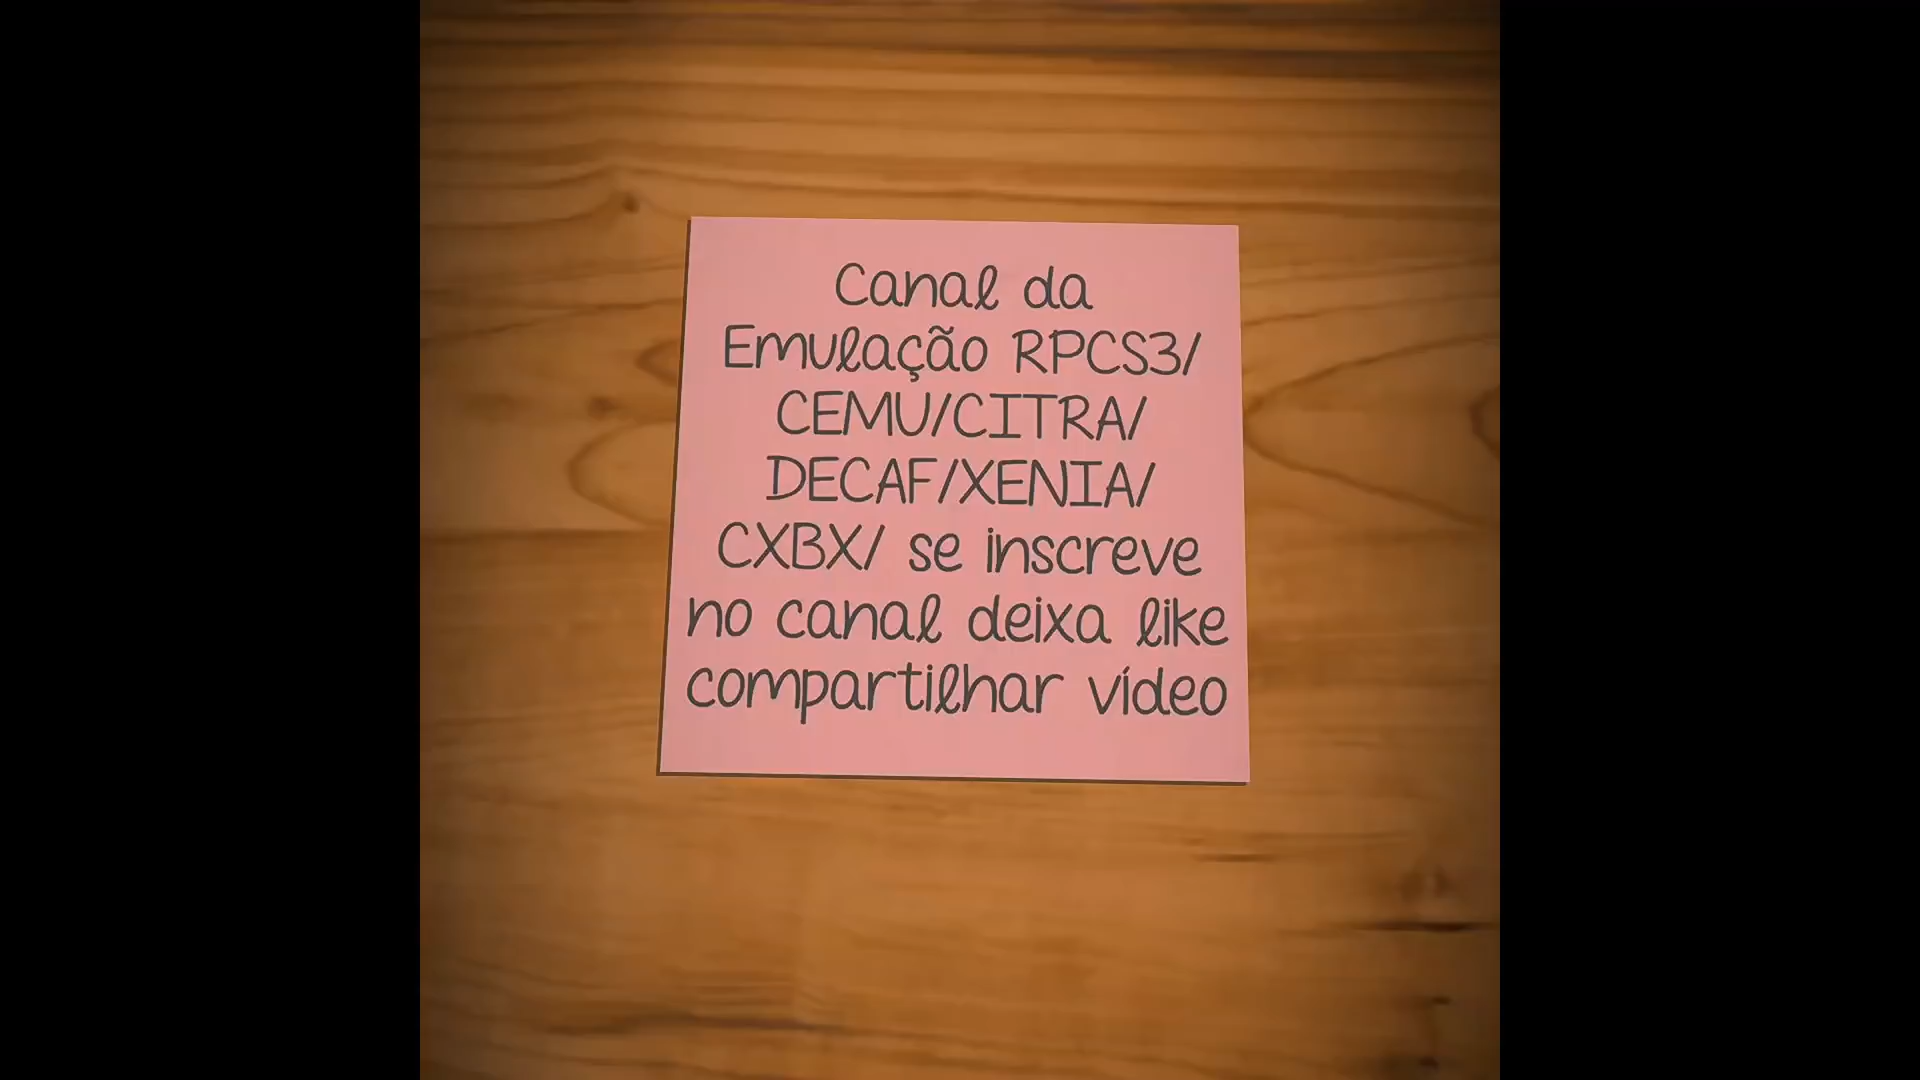 Canal da
Emulação RPCS3/
CEMU/CITRA/
DECAF/XENIA/
CXBX/ se inscreve
no canal deixa like
compartilhar vídeo